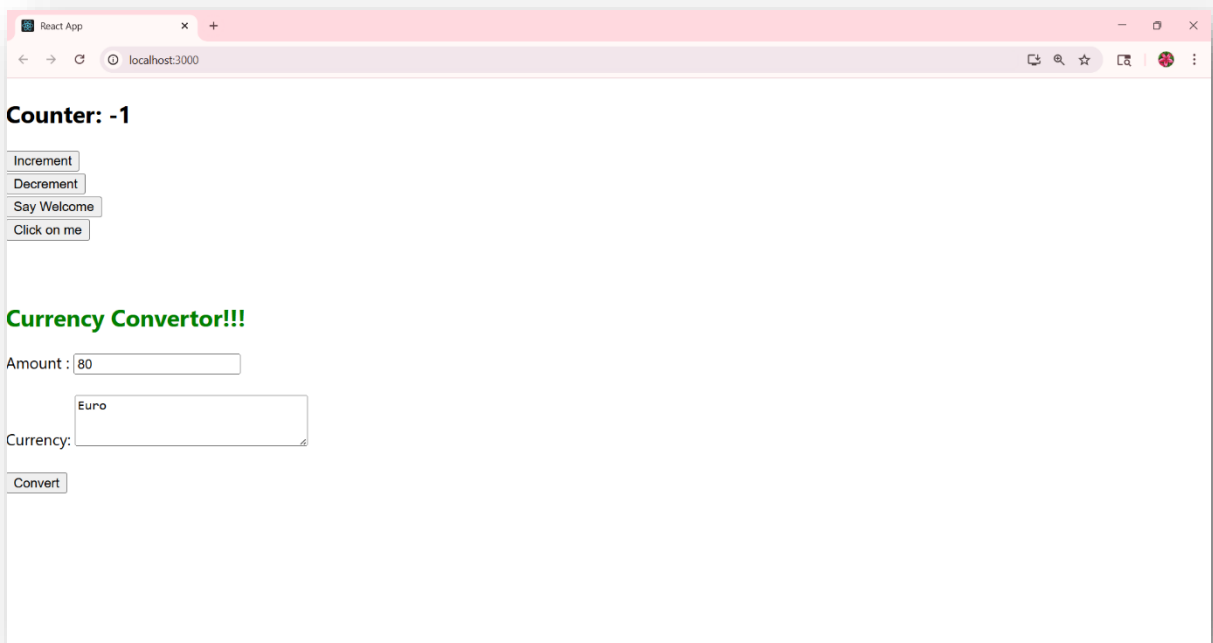 React App
localhost:3000
Counter: -1
Increment
Decrement
Say Welcome
Click on me
Currency Convertor!!!
Amount : 80
Euro
Currency:
Convert